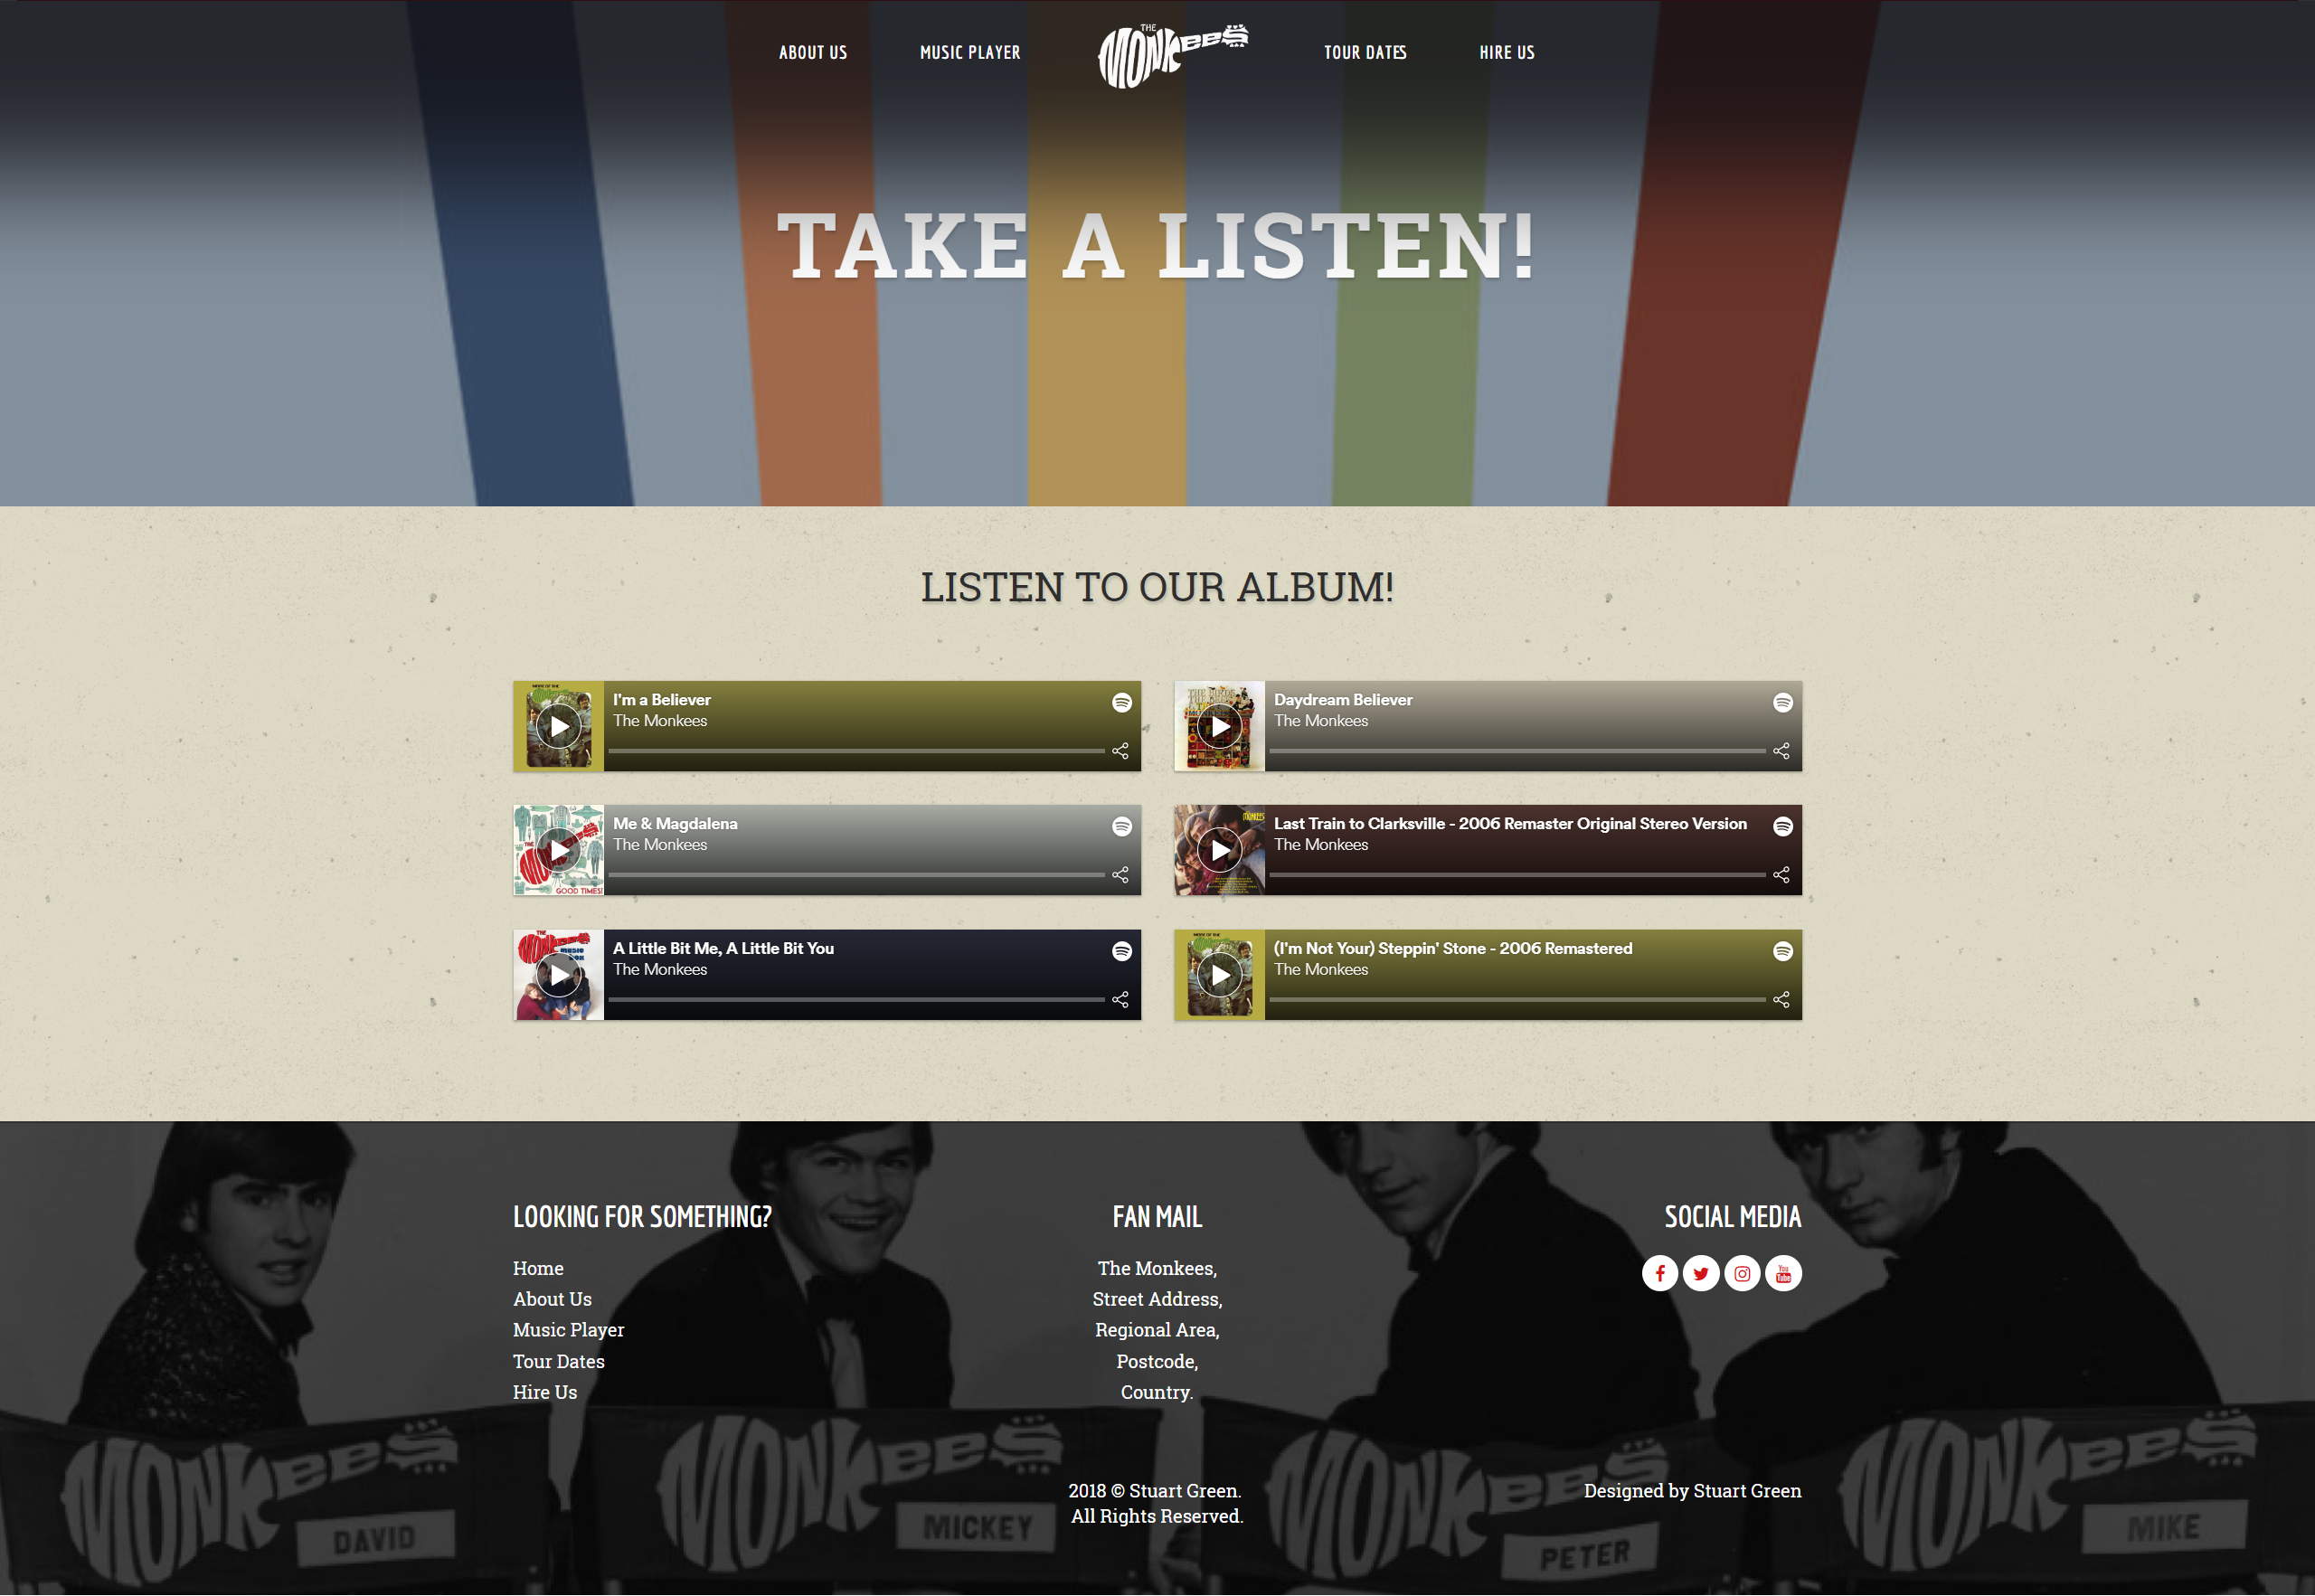 ABOUT US
MUSIC PLAYER
THE MONKEES
TOUR DATES
HIRE US
TAKE A LISTEN!
LISTEN TO OUR ALBUM!
I'm a Believer
The Monkees
Daydream Believer
The Monkees
Me & Magdalena
The Monkees
GOOD TIMES!
Last Train to Clarksville - 2006 Remaster Original Stereo Version
The Monkees
A Little Bit Me, A Little Bit You
The Monkees
(I'm Not Your) Steppin' Stone - 2006 Remastered
The Monkees
LOOKING FOR SOMETHING?
Home
About Us
Music Player
Tour Dates
Hire Us
FAN MAIL
The Monkees,
Street Address,
Regional Area,
Postcode,
Country.
SOCIAL MEDIA
You Tube
MONKEES
DAVID
MONKEES
MICKEY
MONKEES
PETER
MONKEES
MIKE
2018 © Stuart Green.
All Rights Reserved.
Designed by Stuart Green